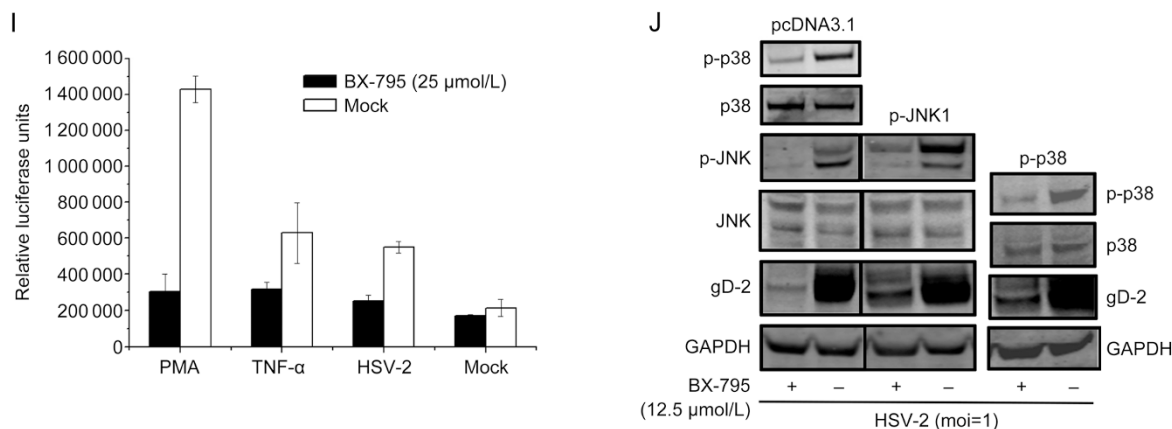 I
Relative luciferase units
1 600 000
1 400 000
1 200 000
1 000 000
800 000
600 000
400 000
200 000
0
BX-795 (25 μmol/L)
Mock
PMA
TNF-α
HSV-2
Mock
J
pcDNA3.1
p-p38
p38
p-JNK1
p-JNK
p-p38
p-p38
JNK
p38
gD-2
gD-2
GAPDH
GAPDH
BX-795 + – + – + –
(12.5 μmol/L)
HSV-2 (moi=1)